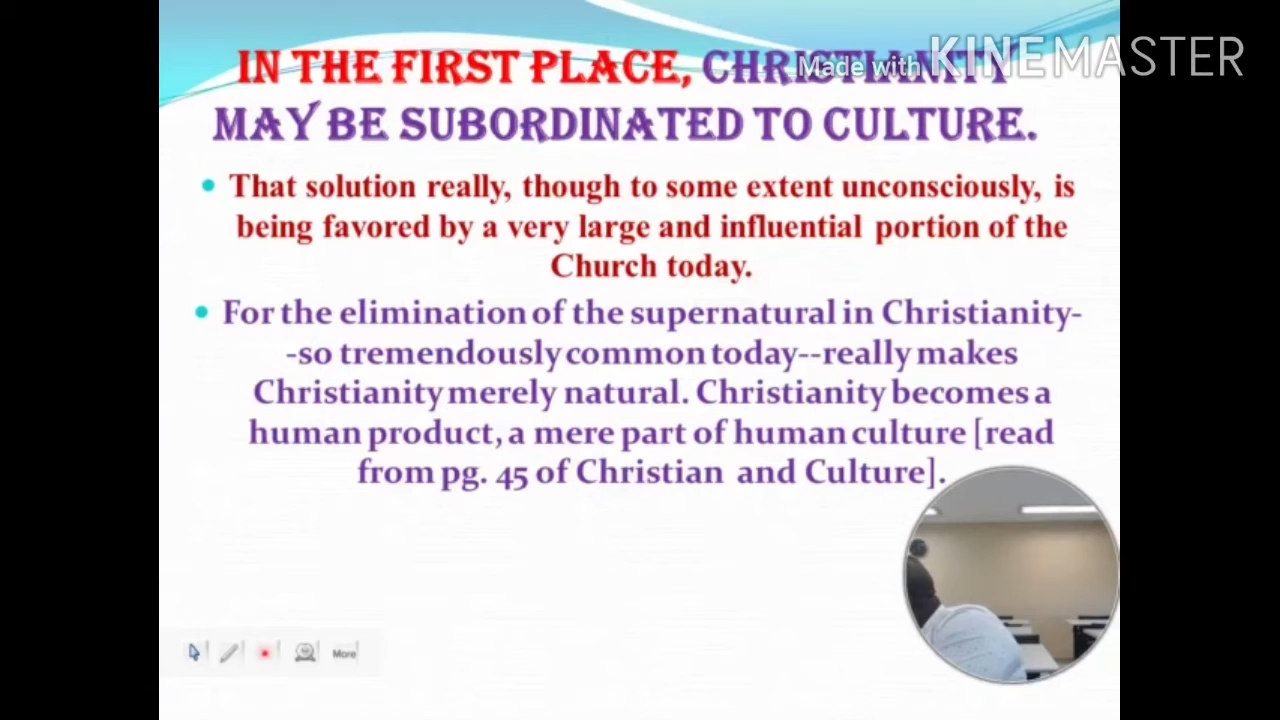 IN THE FIRST PLACE, CHRISTIANITY
Made with KINEMASTER
MAY BE SUBORDINATED TO CULTURE.
• That solution really, though to some extent unconsciously, is
being favored by a very large and influential portion of the
Church today.
• For the elimination of the supernatural in Christianity-
-so tremendously common today--really makes
Christianity merely natural. Christianity becomes a
human product, a mere part of human culture [read
from pg. 45 of Christian and Culture].
More